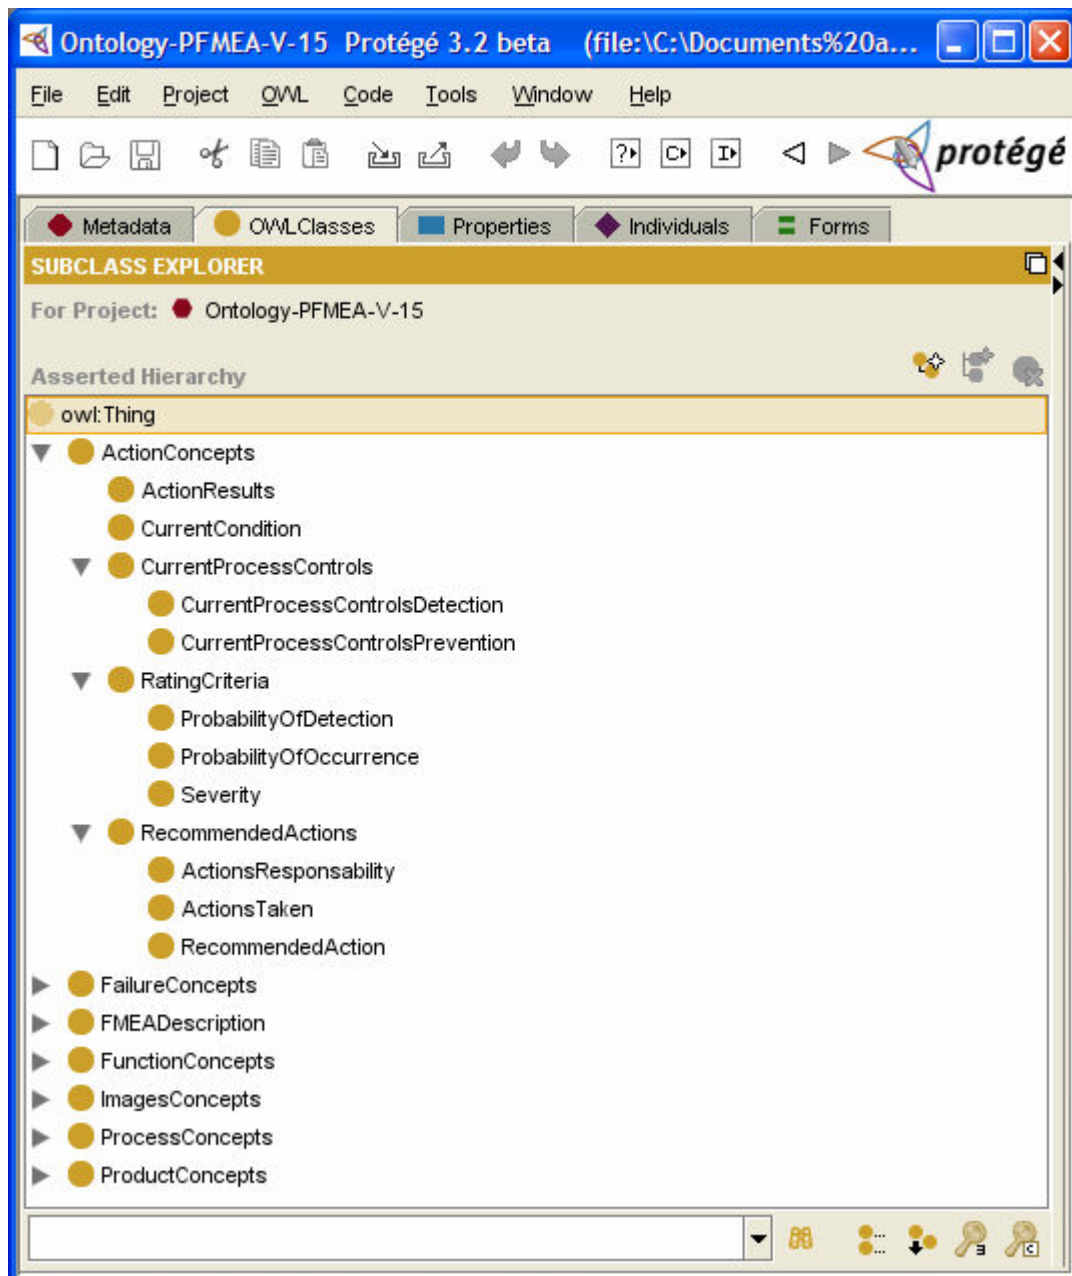 Ontology-PFMEA-V-15 Protégé 3.2 beta (file:\C:\Documents%20a...
File Edit Project OWL Code Tools Window Help
protégé
Metadata OWLClasses Properties Individuals Forms
SUBCLASS EXPLORER
For Project: Ontology-PFMEA-V-15
Asserted Hierarchy
owl:Thing
ActionConcepts
ActionResults
CurrentCondition
CurrentProcessControls
CurrentProcessControlsDetection
CurrentProcessControlsPrevention
RatingCriteria
ProbabilityOfDetection
ProbabilityOfOccurrence
Severity
RecommendedActions
ActionsResponsability
ActionsTaken
RecommendedAction
FailureConcepts
FMEADescription
FunctionConcepts
ImagesConcepts
ProcessConcepts
ProductConcepts